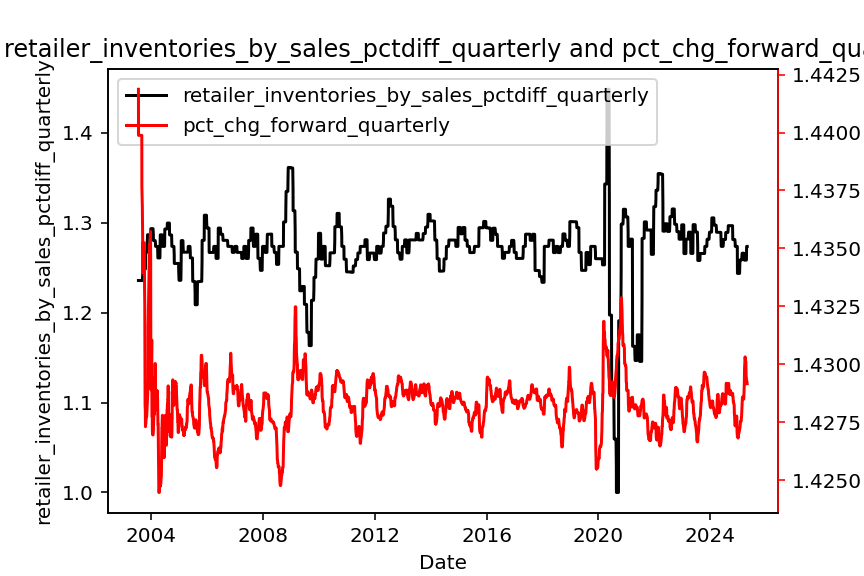 retailer_inventories_by_sales_pctdiff_quarterly and pct_chg_forward_qua
retailer_inventories_by_sales_pctdiff_quarterly
pct_chg_forward_quarterly
retailer_inventories_by_sales_pctdiff_quarterly
1.4
1.3
1.2
1.1
1.0
1.4425
1.4400
1.4375
1.4350
1.4325
1.4300
1.4275
1.4250
2004 2008 2012 2016 2020 2024
Date